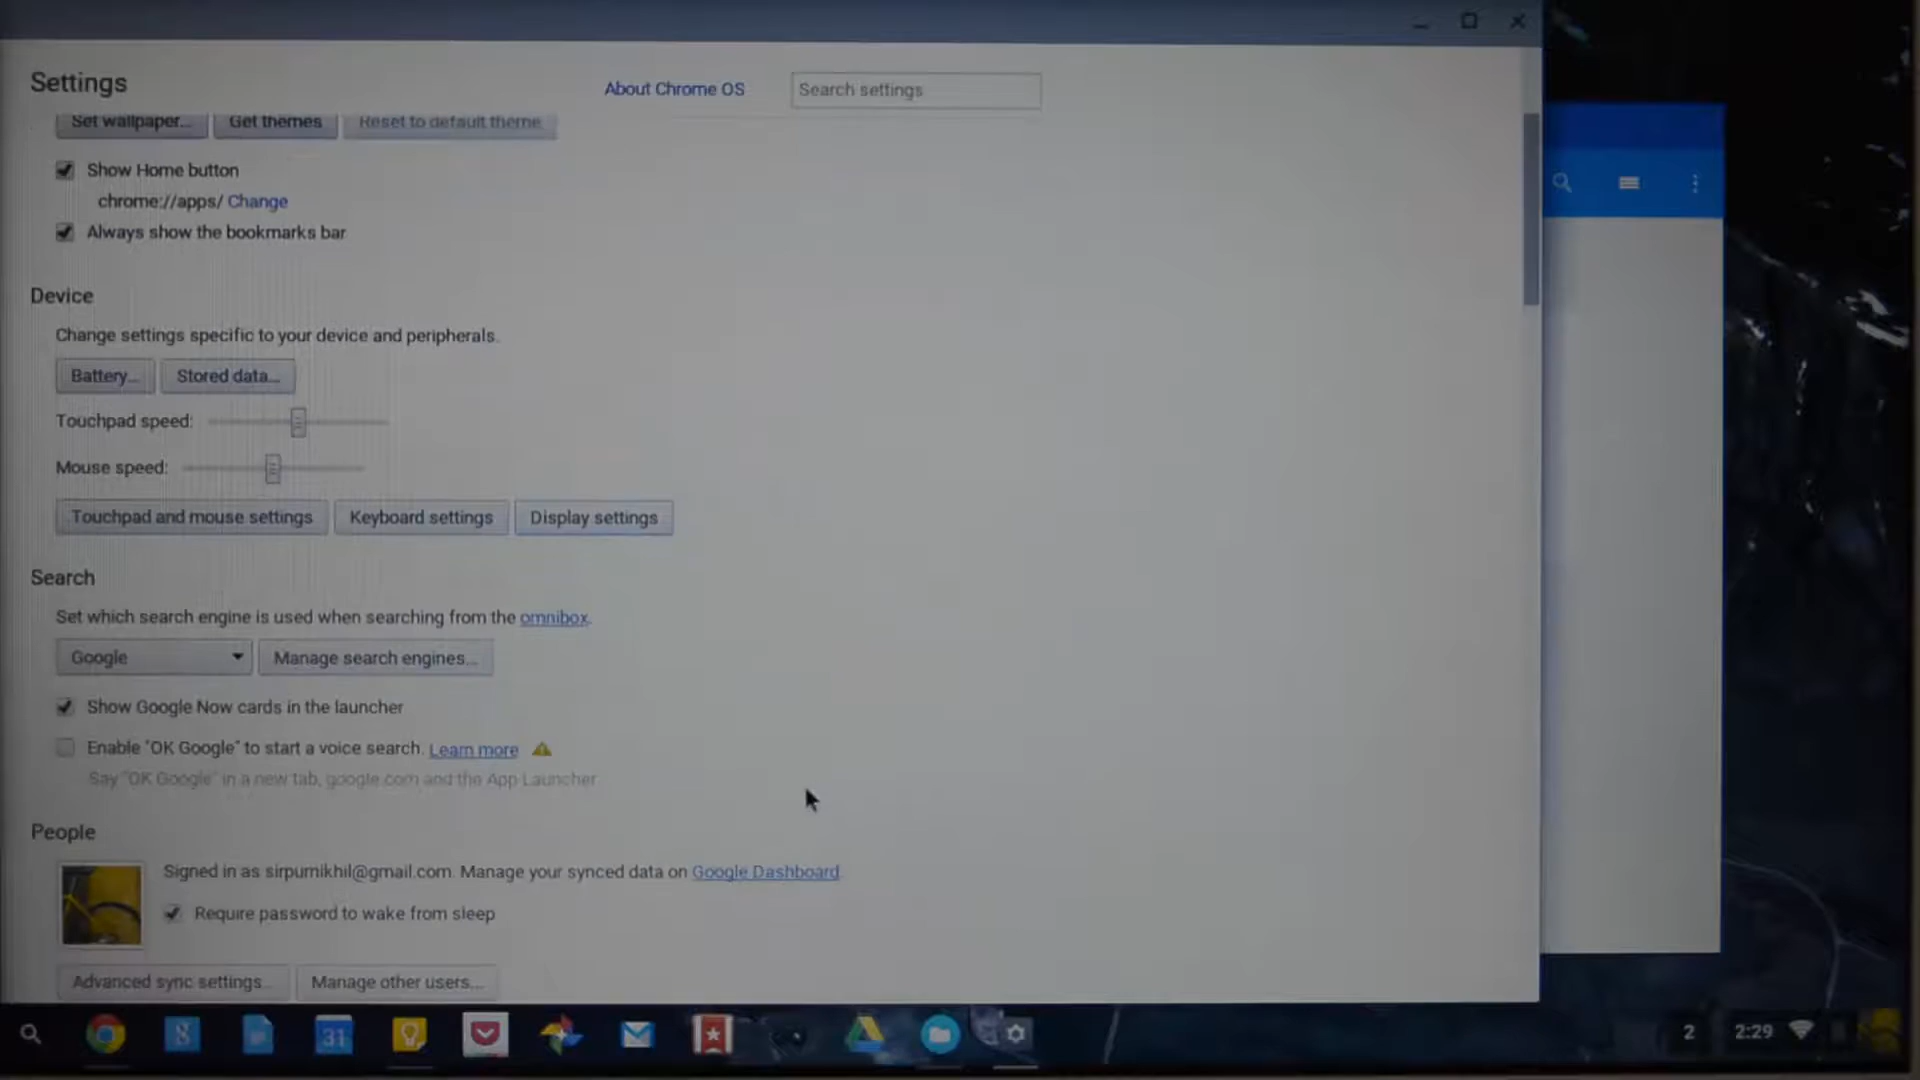 Settings
About Chrome OS
Search settings
Set wallpaper...
Get themes
Reset to default theme
Show Home button
chrome://apps/ Change
Always show the bookmarks bar
Device
Change settings specific to your device and peripherals.
Battery...
Stored data...
Touchpad speed:
Mouse speed:
Touchpad and mouse settings
Keyboard settings
Display settings
Search
Set which search engine is used when searching from the omnibox.
Google
Manage search engines...
Show Google Now cards in the launcher
Enable "OK Google" to start a voice search. Learn more
Say "OK Google" in a new tab, google.com and the App Launcher
People
Signed in as sirpurnikhil@gmail.com. Manage your synced data on Google Dashboard
Require password to wake from sleep
Advanced sync settings...
Manage other users...
8
31
2
2:29